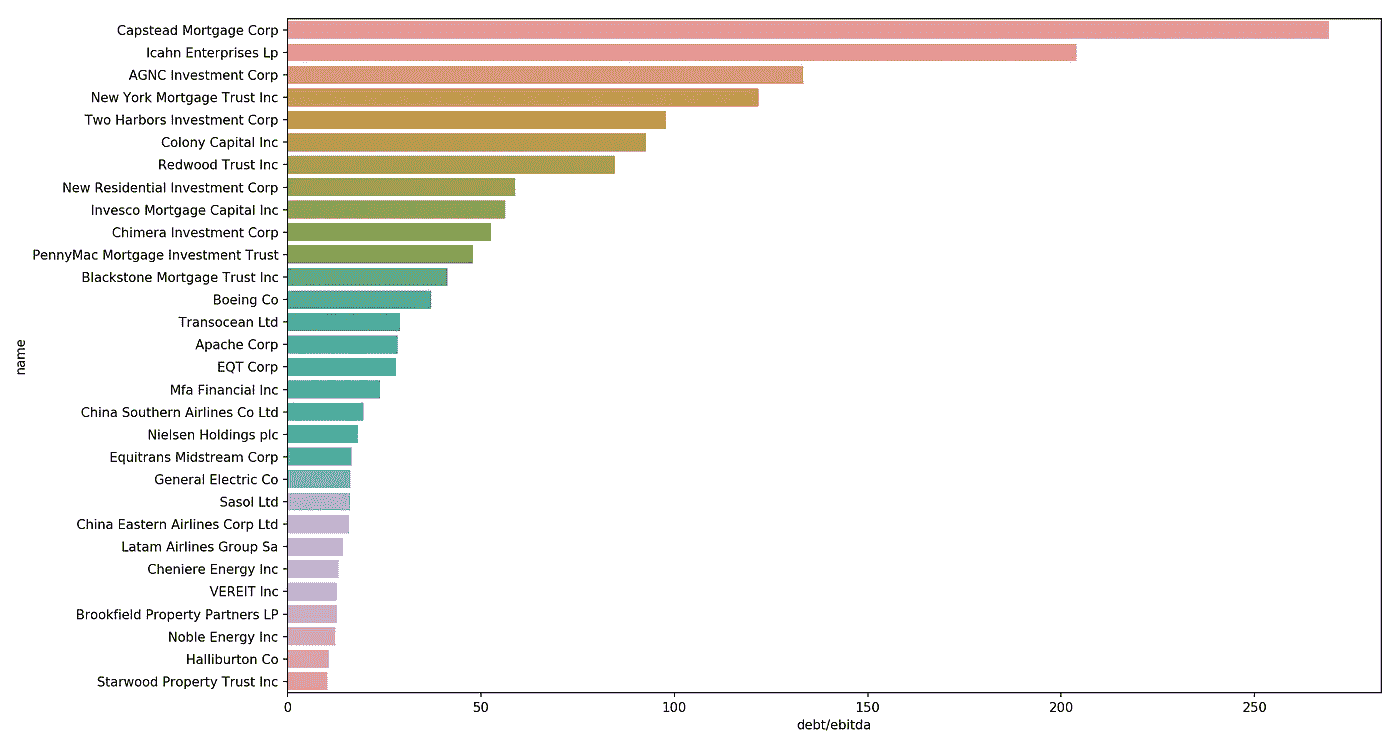 Capstead Mortgage Corp
Icahn Enterprises Lp
AGNC Investment Corp
New York Mortgage Trust Inc
Two Harbors Investment Corp
Colony Capital Inc
Redwood Trust Inc
New Residential Investment Corp
Invesco Mortgage Capital Inc
Chimera Investment Corp
PennyMac Mortgage Investment Trust
Blackstone Mortgage Trust Inc
Boeing Co
Transocean Ltd
Apache Corp
EQT Corp
Mfa Financial Inc
China Southern Airlines Co Ltd
Nielsen Holdings plc
Equitrans Midstream Corp
General Electric Co
Sasol Ltd
China Eastern Airlines Corp Ltd
Latam Airlines Group Sa
Cheniere Energy Inc
VEREIT Inc
Brookfield Property Partners LP
Noble Energy Inc
Halliburton Co
Starwood Property Trust Inc
name
0 50 100 150 200 250
debt/ebitda